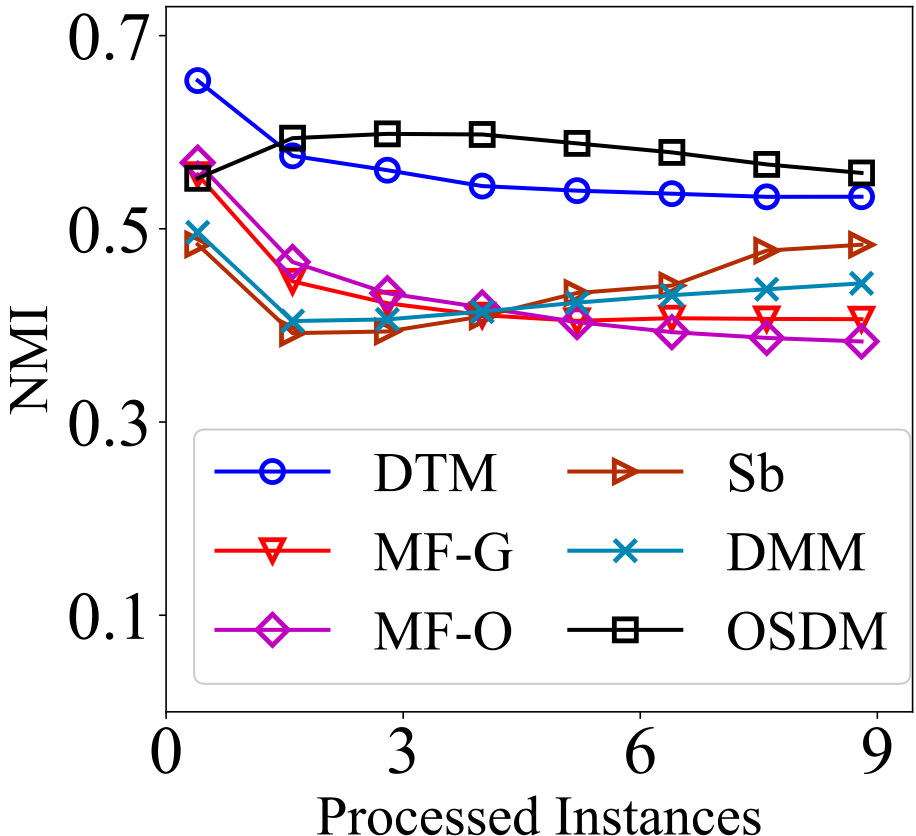 0.7
0.5
0.3
0.1
NMI
DTM
MF-G
MF-O
Sb
DMM
OSDM
0 3 6 9
Processed Instances